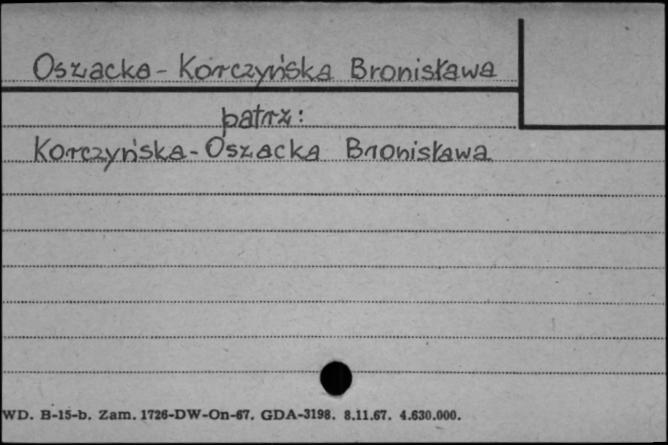 Oszacka - Korczyńska Bronisława
patrz:
Korczyńska - Oszacka Bronisława
WD. B-15-b. Zam. 1726-DW-On-67. GDA-3198. 8.11.67. 4.630.000.